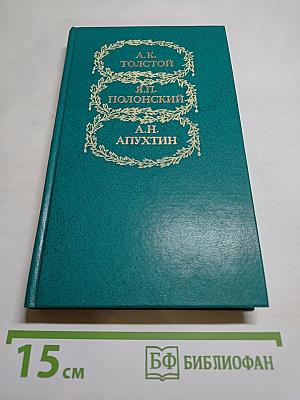 А.К.
ТОЛСТОЙ
Я.П.
ПОЛОНСКИЙ
А.Н.
АПУХТИН
15 см
БФ БИБЛИОФАН